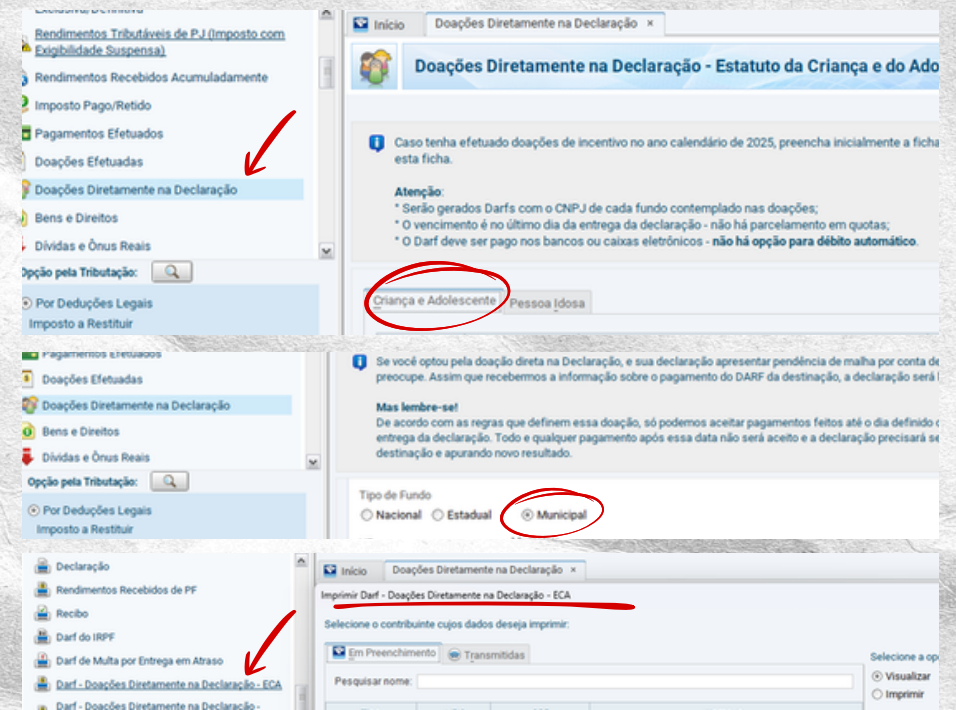 Exclusiva/Definitiva
Rendimentos Tributáveis de PJ (Imposto com
Exigibilidade Suspensa)
Rendimentos Recebidos Acumuladamente
Imposto Pago/Retido
Pagamentos Efetuados
Doações Efetuadas
Doações Diretamente na Declaração
Bens e Direitos
Dívidas e Ônus Reais
Opção pela Tributação:
Por Deduções Legais
Imposto a Restituir
Início
Doações Diretamente na Declaração ×
Doações Diretamente na Declaração - Estatuto da Criança e do Ado
Caso tenha efetuado doações de incentivo no ano calendário de 2025, preencha inicialmente a ficha
esta ficha.
Atenção:
* Serão gerados Darfs com o CNPJ de cada fundo contemplado nas doações;
* O vencimento é no último dia da entrega da declaração - não há parcelamento em quotas;
* O Darf deve ser pago nos bancos ou caixas eletrônicos - não há opção para débito automático.
Criança e Adolescente
Pessoa Idosa
Pagamentos Efetuados
Doações Efetuadas
Doações Diretamente na Declaração
Bens e Direitos
Dívidas e Ônus Reais
Opção pela Tributação:
Por Deduções Legais
Imposto a Restituir
Se você optou pela doação direta na Declaração, e sua declaração apresentar pendência de malha por conta de
preocupe. Assim que recebermos a informação sobre o pagamento do DARF da destinação, a declaração será
Mas lembre-se!
De acordo com as regras que definem essa doação, só podemos aceitar pagamentos feitos até o dia definido
entrega da declaração. Todo e qualquer pagamento após essa data não será aceito e a declaração precisará se
destinação e apurando novo resultado.
Tipo de Fundo
Nacional Estadual Municipal
Declaração
Rendimentos Recebidos de PF
Recibo
Darf do IRPF
Darf de Multa por Entrega em Atraso
Darf - Doações Diretamente na Declaração - ECA
Darf - Doações Diretamente na Declaração -
Início
Doações Diretamente na Declaração ×
Imprimir Darf - Doações Diretamente na Declaração - ECA
Selecione o contribuinte cujos dados deseja imprimir:
Em Preenchimento
Transmitidas
Pesquisar nome:
Selecione a op
Visualizar
Imprimir